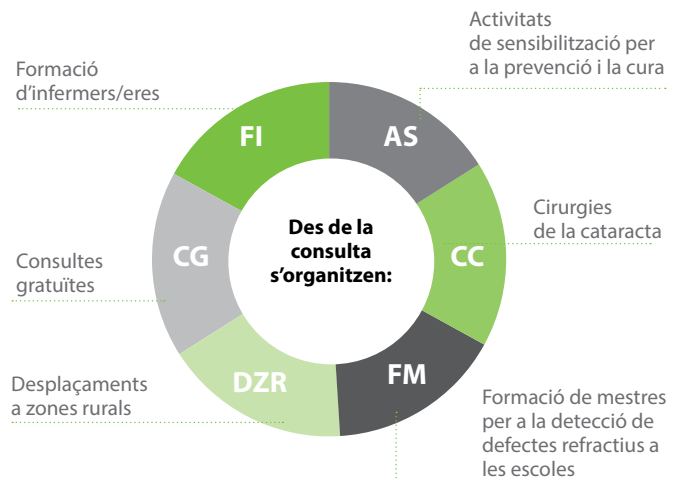 Activitats
de sensibilització per
a la prevenció i la cura
Formació
d’infermers/eres
FI
AS
Des de la
consulta
s’organitzen:
Cirurgies
de la cataracta
CG
CC
Consultes
gratuïtes
DZR
FM
Desplaçaments
a zones rurals
Formació de mestres
per a la detecció de
defectes refractius a
les escoles